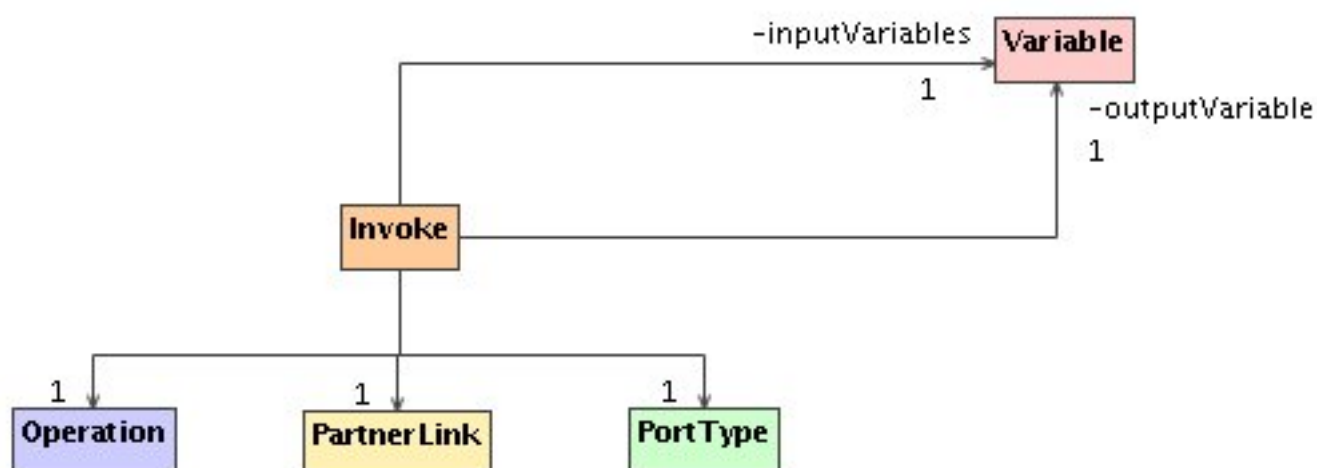 -inputVariables
Variable
1
-outputVariable
1
Invoke
1
1
1
Operation
PartnerLink
PortType